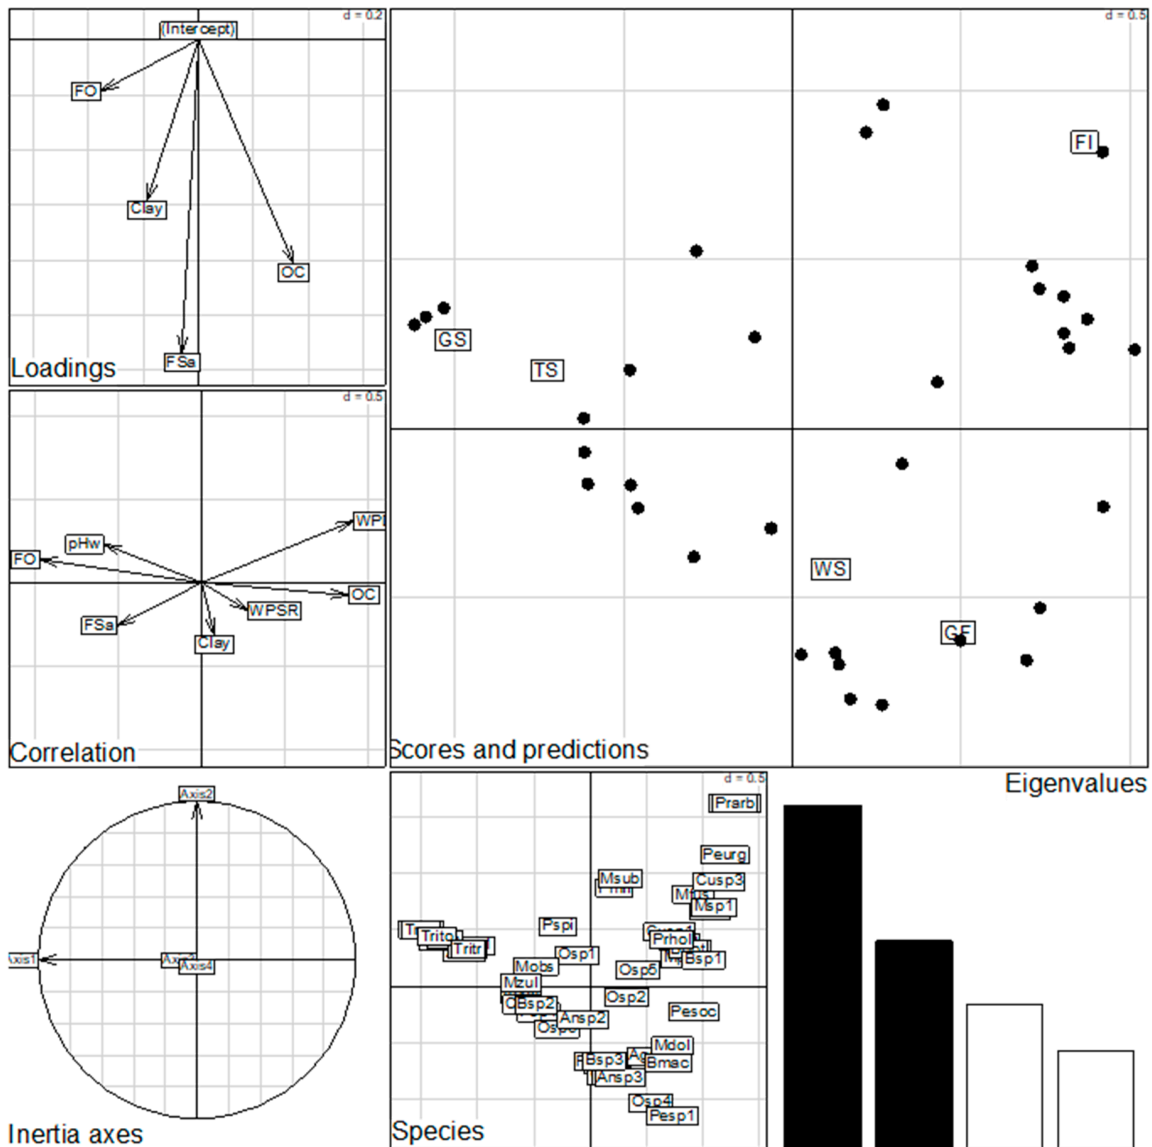 d = 0.2
(Intercept)
FO
Clay
OC
FSa
Loadings
d = 0.5
FI
GS
TS
WS
GF
Scores and predictions
d = 0.5
pHw
FO
OC
WPSR
FSa
Clay
Correlation
Axis2
Axis4
Inertia axes
d = 0.5
Prarb
Peurg
Msub
Cusp3
Msp1
Pspi
Trito
Tritr
Prhol
Osp1
Bsp1
Mobs
Osp5
Mzul
Bsp2
Osp2
Pesoc
Ansp2
Mdol
Bsp3
Bmac
Ansp3
Osp4
Pesp1
Species
Eigenvalues